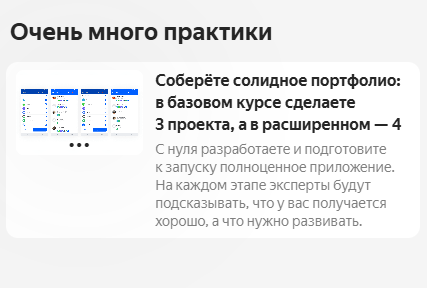 Очень много практики
Соберёте солидное портфолио:
в базовом курсе сделаете
3 проекта, а в расширенном — 4
С нуля разработаете и подготовите
к запуску полноценное приложение.
На каждом этапе эксперты будут
подсказывать, что у вас получается
хорошо, а что нужно развивать.